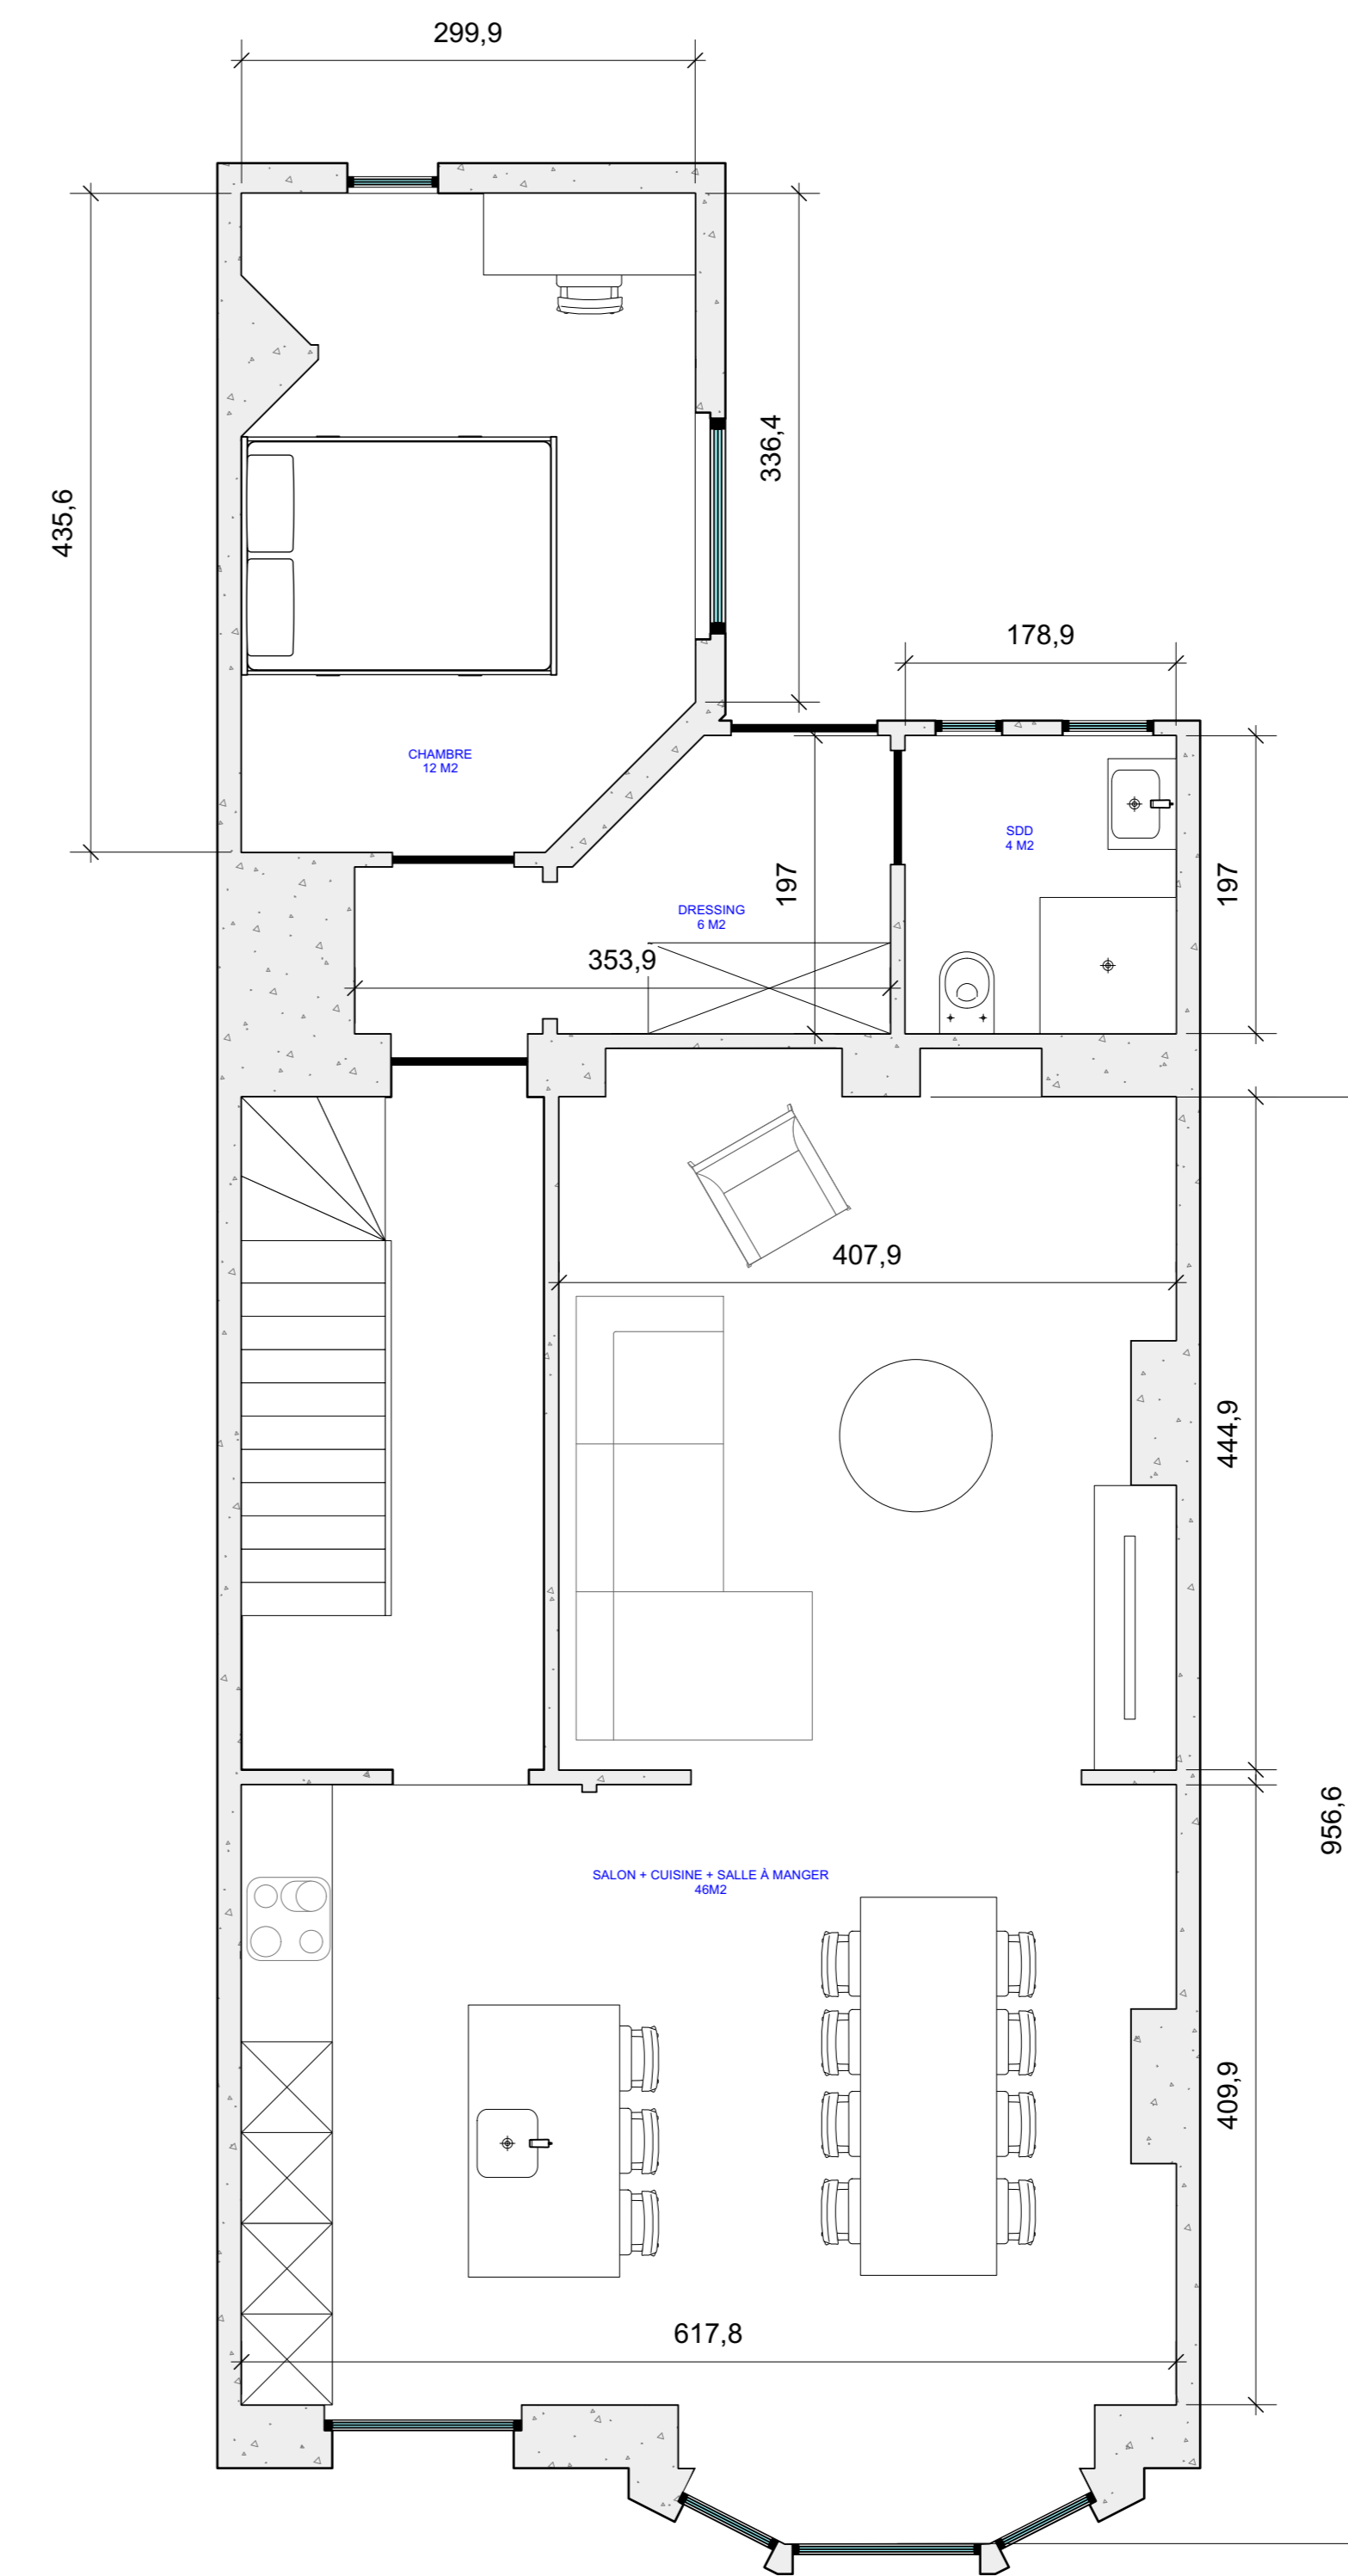 299,9
435,6
336,4
178,9
CHAMBRE
12 M2
SDD
4 M2
197
197
DRESSING
6 M2
353,9
407,9
444,9
956,6
SALON + CUISINE + SALLE À MANGER
46M2
409,9
617,8